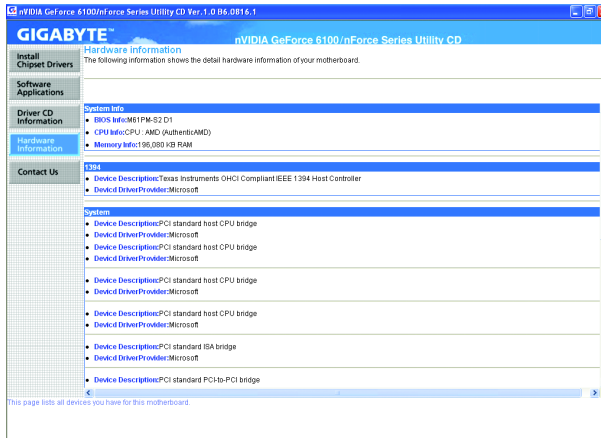 nVIDIA GeForce 6100/nForce Series Utility CD Ver.1.0 B6.0816.1
GIGABYTE™
nVIDIA GeForce 6100/nForce Series Utility CD
Install
Chipset Drivers
Software
Applications
Driver CD
Information
Hardware
Information
Contact Us
Hardware information
The following information shows the detail hardware information of your motherboard.
System Info
• BIOS Info:M61PM-S2 D1
• CPU Info:CPU : AMD (AuthenticAMD)
• Memory Info:196,080 KB RAM
1394
• Device Description:Texas Instruments OHCI Compliant IEEE 1394 Host Controller
• Devicd DriverProvider:Microsoft
System
• Device Description:PCI standard host CPU bridge
• Devicd DriverProvider:Microsoft
• Device Description:PCI standard host CPU bridge
• Devicd DriverProvider:Microsoft
• Device Description:PCI standard host CPU bridge
• Devicd DriverProvider:Microsoft
• Device Description:PCI standard host CPU bridge
• Devicd DriverProvider:Microsoft
• Device Description:PCI standard ISA bridge
• Devicd DriverProvider:Microsoft
• Device Description:PCI standard PCI-to-PCI bridge
This page lists all devices you have for this motherboard.